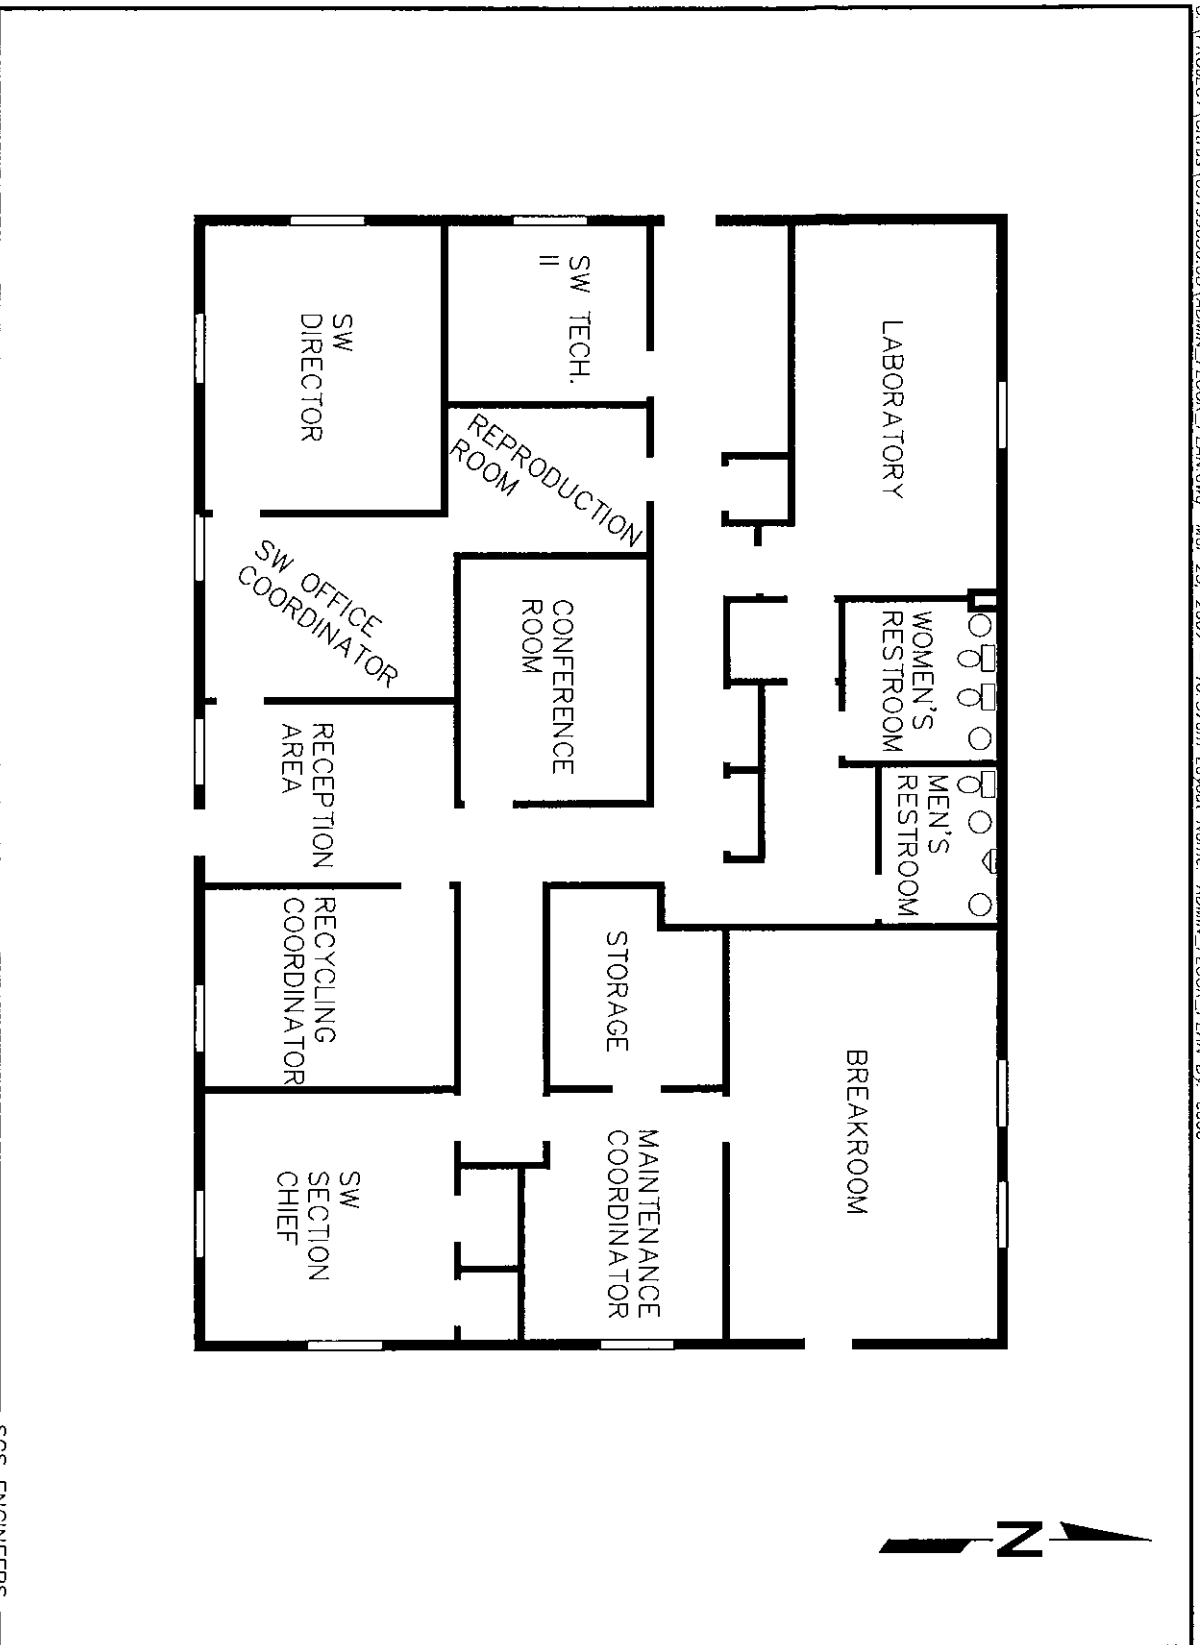 LABORATORY
WOMEN'S
RESTROOM
MEN'S
RESTROOM
BREAKROOM
SW TECH.
II
REPRODUCTION
ROOM
CONFERENCE
ROOM
STORAGE
MAINTENANCE
COORDINATOR
SW
DIRECTOR
SW OFFICE
COORDINATOR
RECEPTION
AREA
RECYCLING
COORDINATOR
SW
SECTION
CHIEF
N
SCS ENGINEERS